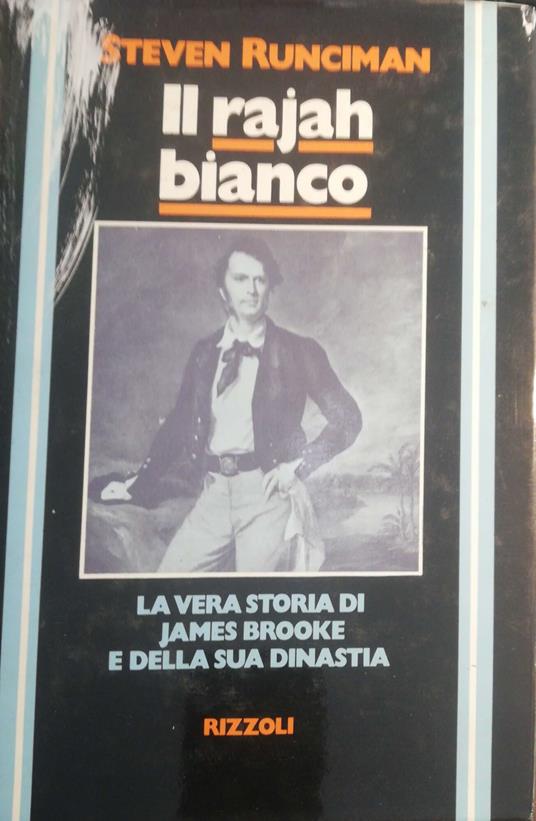 STEVEN RUNCIMAN
Il rajah
bianco
LA VERA STORIA DI
JAMES BROOKE
E DELLA SUA DINASTIA
RIZZOLI